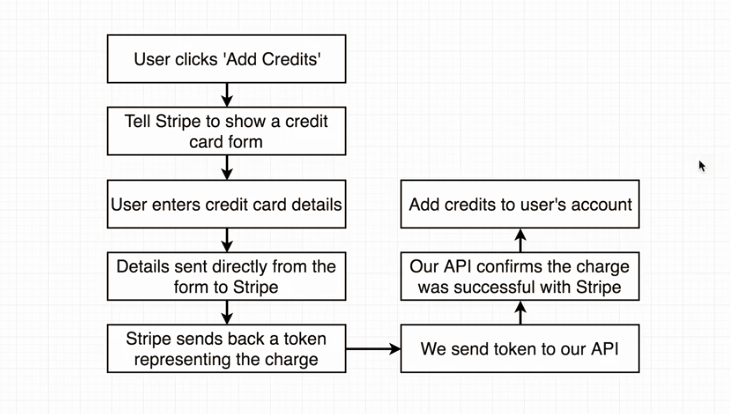 User clicks 'Add Credits'
Tell Stripe to show a credit
card form
User enters credit card details
Details sent directly from the
form to Stripe
Stripe sends back a token
representing the charge
We send token to our API
Our API confirms the charge
was successful with Stripe
Add credits to user's account